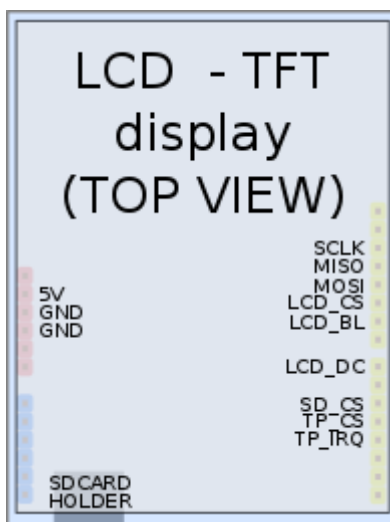 LCD - TFT
display
(TOP VIEW)
SCLK
MISO
MOSI
LCD_CS
LCD_BL
5V
GND
GND
LCD_DC
SD_CS
TP_CS
TP_IRQ
SDCARD
HOLDER